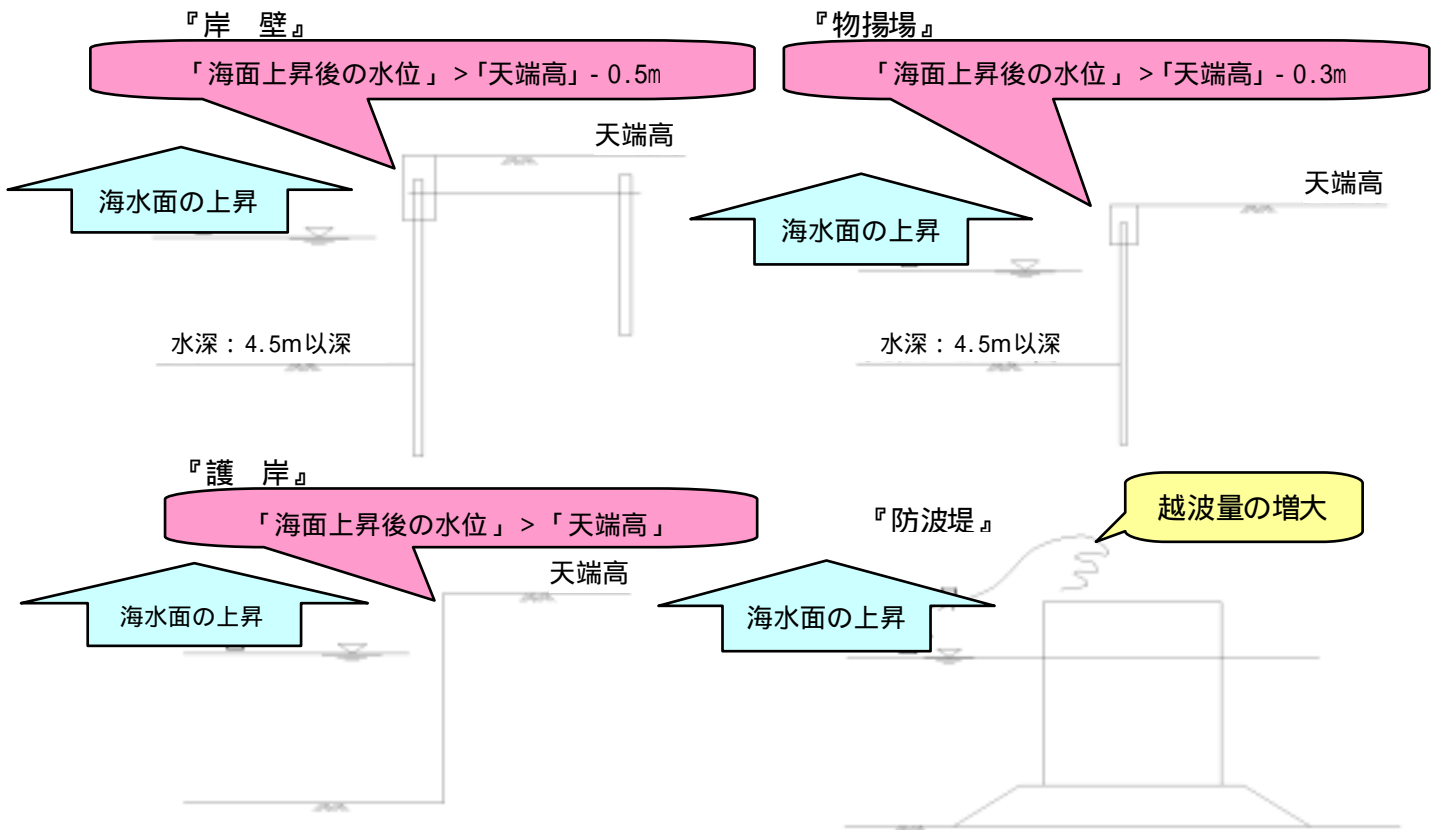 『岸　壁』
「海面上昇後の水位」>「天端高」- 0.5m
天端高
海水面の上昇
水深：4.5m以深
『物揚場』
「海面上昇後の水位」>「天端高」- 0.3m
天端高
海水面の上昇
水深：4.5m以深
『護　岸』
「海面上昇後の水位」>「天端高」
天端高
海水面の上昇
『防波堤』
越波量の増大
海水面の上昇